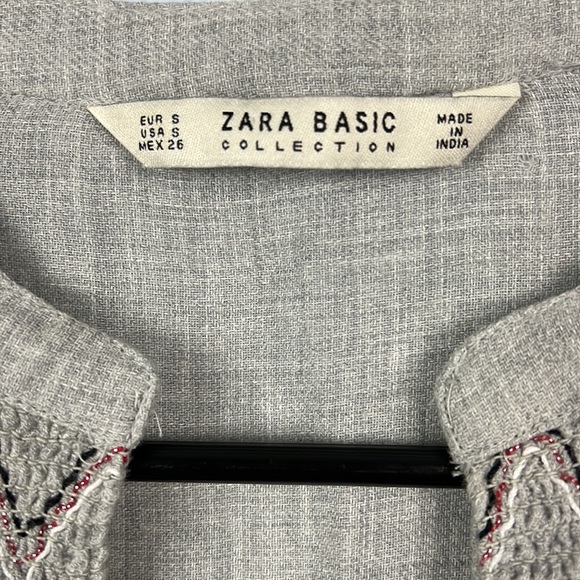 EUR S
USA S
MEX 26
ZARA BASIC
COLLECTION
MADE
IN
INDIA